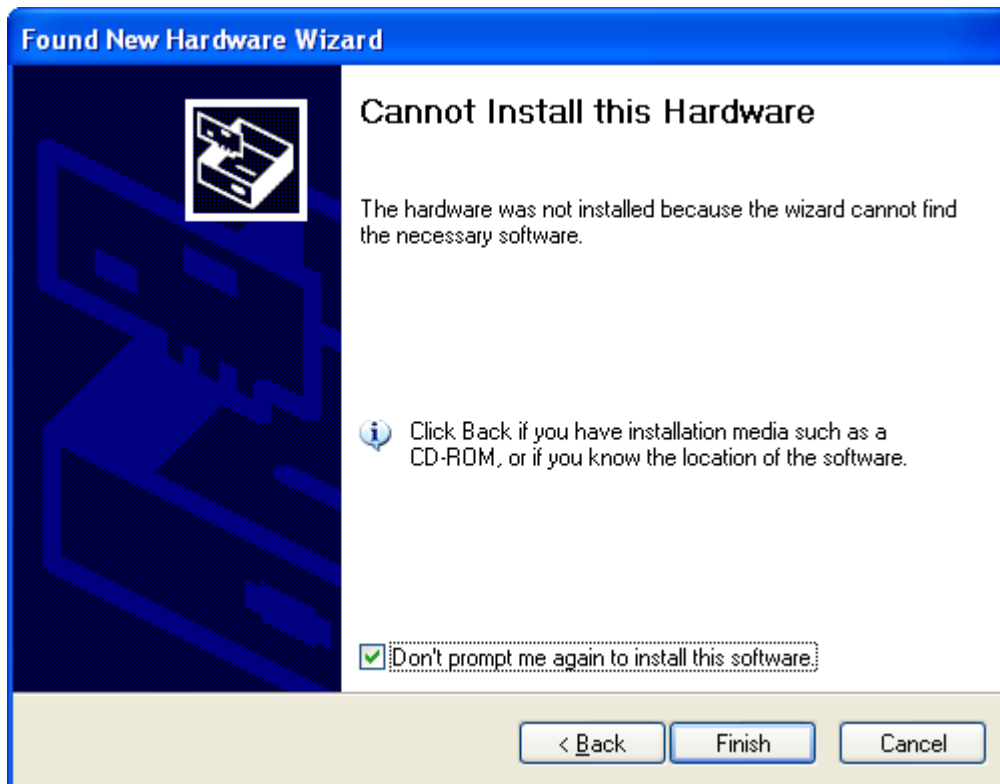 Found New Hardware Wizard
Cannot Install this Hardware
The hardware was not installed because the wizard cannot find
the necessary software.
Click Back if you have installation media such as a
CD-ROM, or if you know the location of the software.
Don't prompt me again to install this software.
< Back
Finish
Cancel